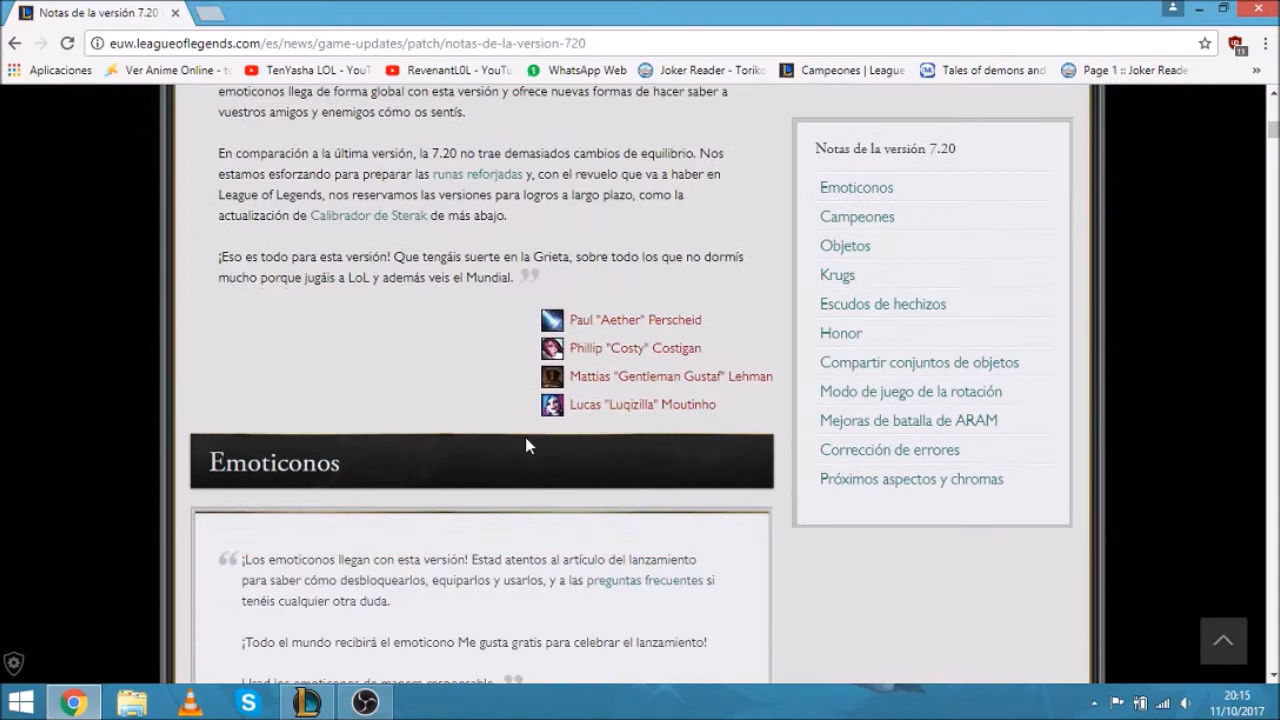 Notas de la versión 7.20
euw.leagueoflegends.com/es/news/game-updates/patch/notas-de-la-version-720
11
Aplicaciones
Ver Anime Online - to
TenYasha LOL - YouT
RevenantL0L - YouTu
WhatsApp Web
Joker Reader - Toriko
Campeones | League
Tales of demons and
Page 1 :: Joker Reade
»
emoticonos llega de forma global con esta versión y ofrece nuevas formas de hacer saber a
vuestros amigos y enemigos cómo os sentís.
En comparación a la última versión, la 7.20 no trae demasiados cambios de equilibrio. Nos
estamos esforzando para preparar las runas reforjadas y, con el revuelo que va a haber en
League of Legends, nos reservamos las versiones para logros a largo plazo, como la
actualización de Calibrador de Sterak de más abajo.
¡Eso es todo para esta versión! Que tengáis suerte en la Grieta, sobre todo los que no dormís
mucho porque jugáis a LoL y además veis el Mundial. ”
Paul "Aether" Perscheid
Phillip "Costy" Costigan
Mattias "Gentleman Gustaf" Lehman
Lucas "Luqizilla" Moutinho
Emoticonos
“ ¡Los emoticonos llegan con esta versión! Estad atentos al artículo del lanzamiento
para saber cómo desbloquearlos, equiparlos y usarlos, y a las preguntas frecuentes si
tenéis cualquier otra duda.
¡Todo el mundo recibirá el emoticono Me gusta gratis para celebrar el lanzamiento!
Usad los emoticonos de manera responsable. ”
Notas de la versión 7.20
Emoticonos
Campeones
Objetos
Krugs
Escudos de hechizos
Honor
Compartir conjuntos de objetos
Modo de juego de la rotación
Mejoras de batalla de ARAM
Corrección de errores
Próximos aspectos y chromas
20:15
11/10/2017